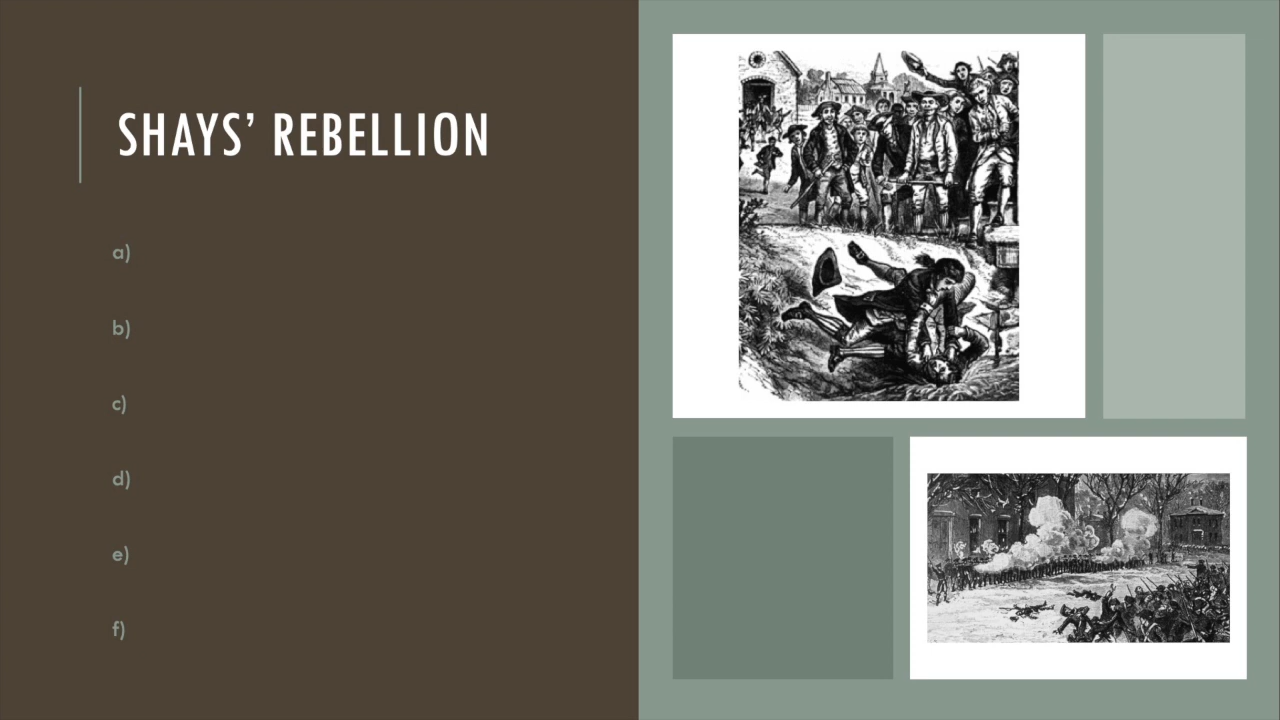 SHAYS’ REBELLION
a)
b)
c)
d)
e)
f)